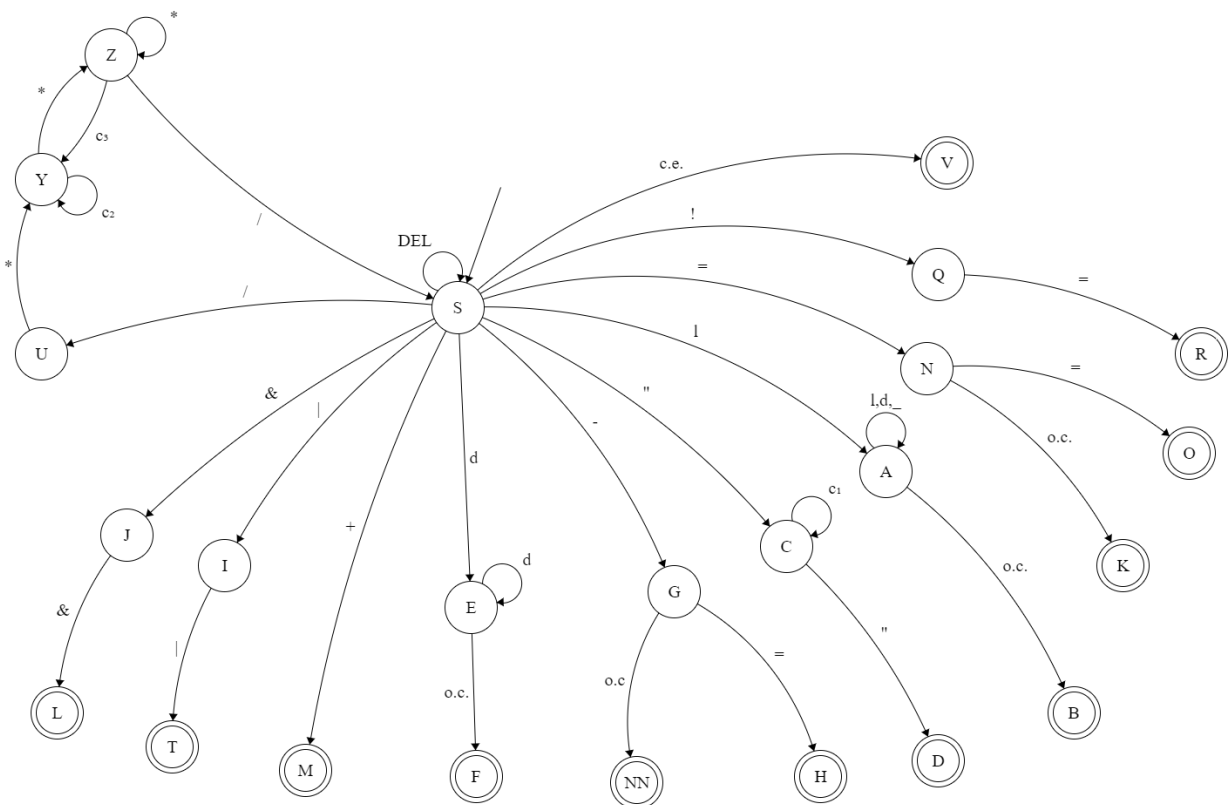 *
Z
*
c₃
Y
c₂
*
/
/
U
DEL
S
c.e.
V
!
Q
=
R
=
N
=
O
o.c.
K
l
l,d,_
A
o.c.
B
"
c₁
C
"
D
-
G
o.c
NN
=
H
d
E
d
o.c.
F
+
M
|
I
|
T
&
J
&
L